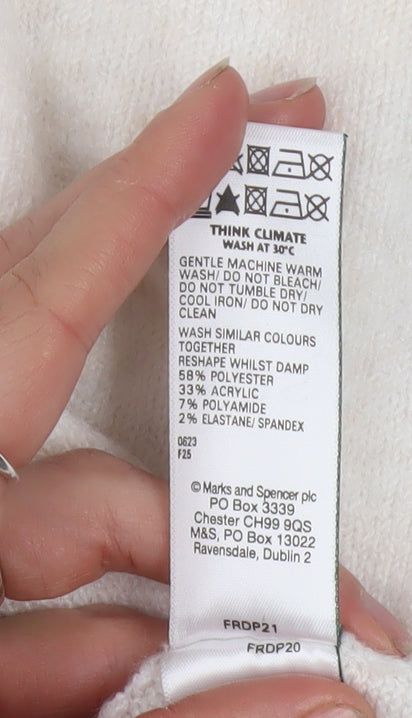 THINK CLIMATE
WASH AT 30°C
GENTLE MACHINE WARM
WASH/ DO NOT BLEACH/
DO NOT TUMBLE DRY/
COOL IRON/ DO NOT DRY
CLEAN
WASH SIMILAR COLOURS
TOGETHER
RESHAPE WHILST DAMP
58% POLYESTER
33% ACRYLIC
7% POLYAMIDE
2% ELASTANE/ SPANDEX
0623
F25
© Marks and Spencer plc
PO Box 3339
Chester CH99 9QS
M&S, PO Box 13022
Ravensdale, Dublin 2
FRDP21
FRDP20